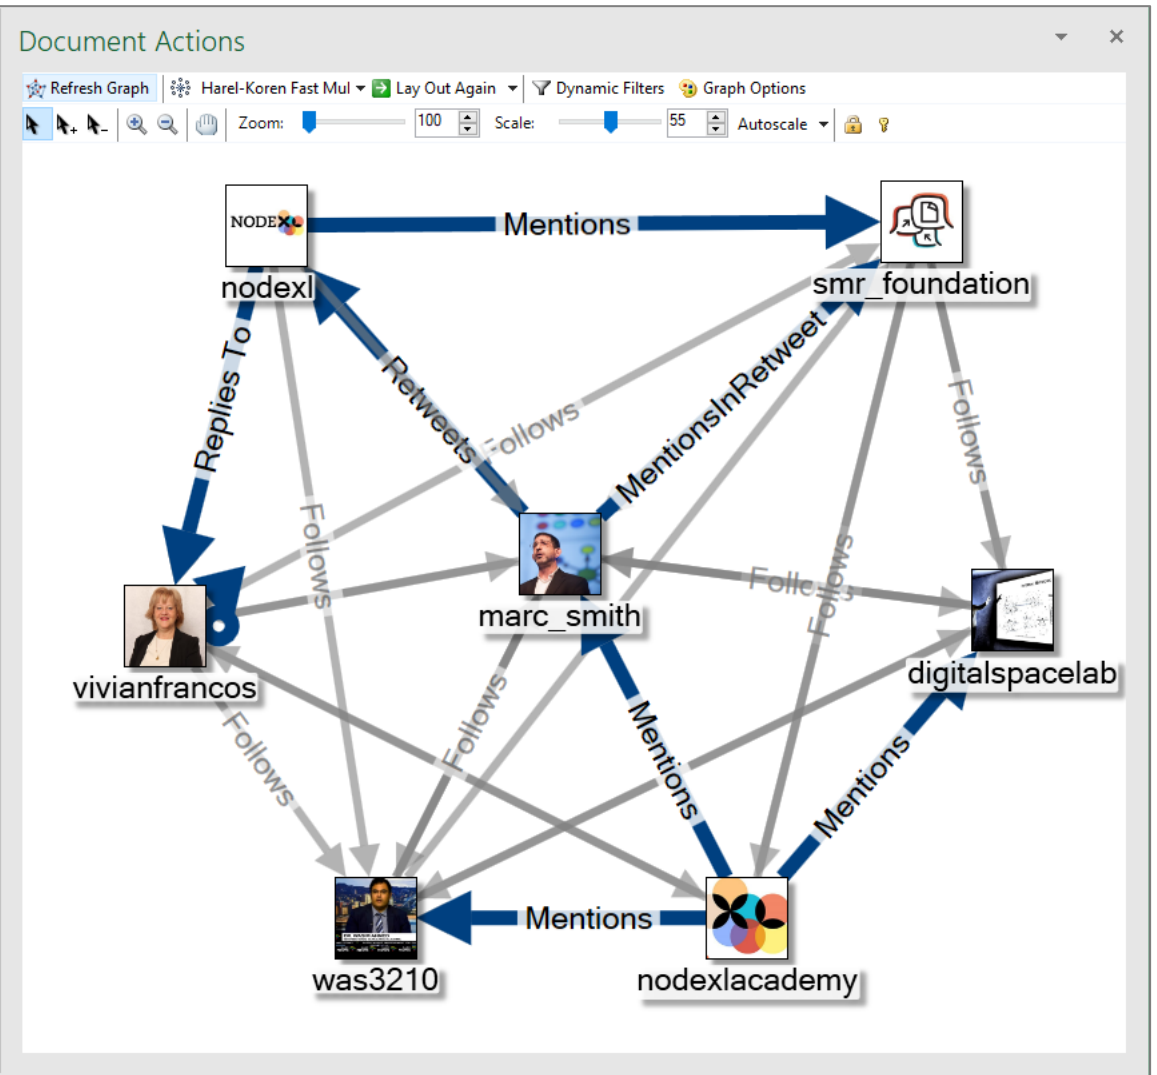 Document Actions
Refresh Graph Harel-Koren Fast Mul Lay Out Again Dynamic Filters Graph Options
Zoom: 100 Scale: 55 Autoscale
NODEXL
Mentions
nodexl
smr_foundation
Replies To
Retweets
Follows
MentionsInRetweet
Follows
Follows
Follows
Follows
marc_smith
vivianfrancos
digitalspacelab
Follows
Follows
Mentions
Mentions
Mentions
XL
was3210
nodexlacademy